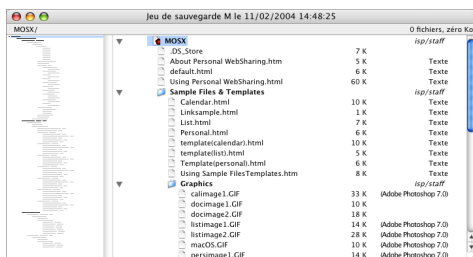 Jeu de sauvegarde M le 11/02/2004 14:48:25
MOSX/ 0 fichiers, zéro Ko
MOSX isp/staff
.DS_Store 7 K
About Personal WebSharing.htm 5 K Texte
default.html 6 K Texte
Using Personal WebSharing.html 60 K Texte
Sample Files & Templates isp/staff
Calendar.html 10 K Texte
Linksample.html 1 K Texte
List.html 7 K Texte
Personal.html 6 K Texte
template(calendar).html 10 K Texte
template(list).html 5 K Texte
Template(personal).html 6 K Texte
Using Sample FilesTemplates.htm 8 K Texte
Graphics isp/staff
calimage1.GIF 33 K (Adobe Photoshop 7.0)
docimage1.GIF 10 K
docimage2.GIF 18 K
listimage1.GIF 14 K (Adobe Photoshop 7.0)
listimage2.GIF 28 K (Adobe Photoshop 7.0)
macOS.GIF 10 K (Adobe Photoshop 7.0)
persimage1.GIF 14 K (Adobe Photoshop 7.0)